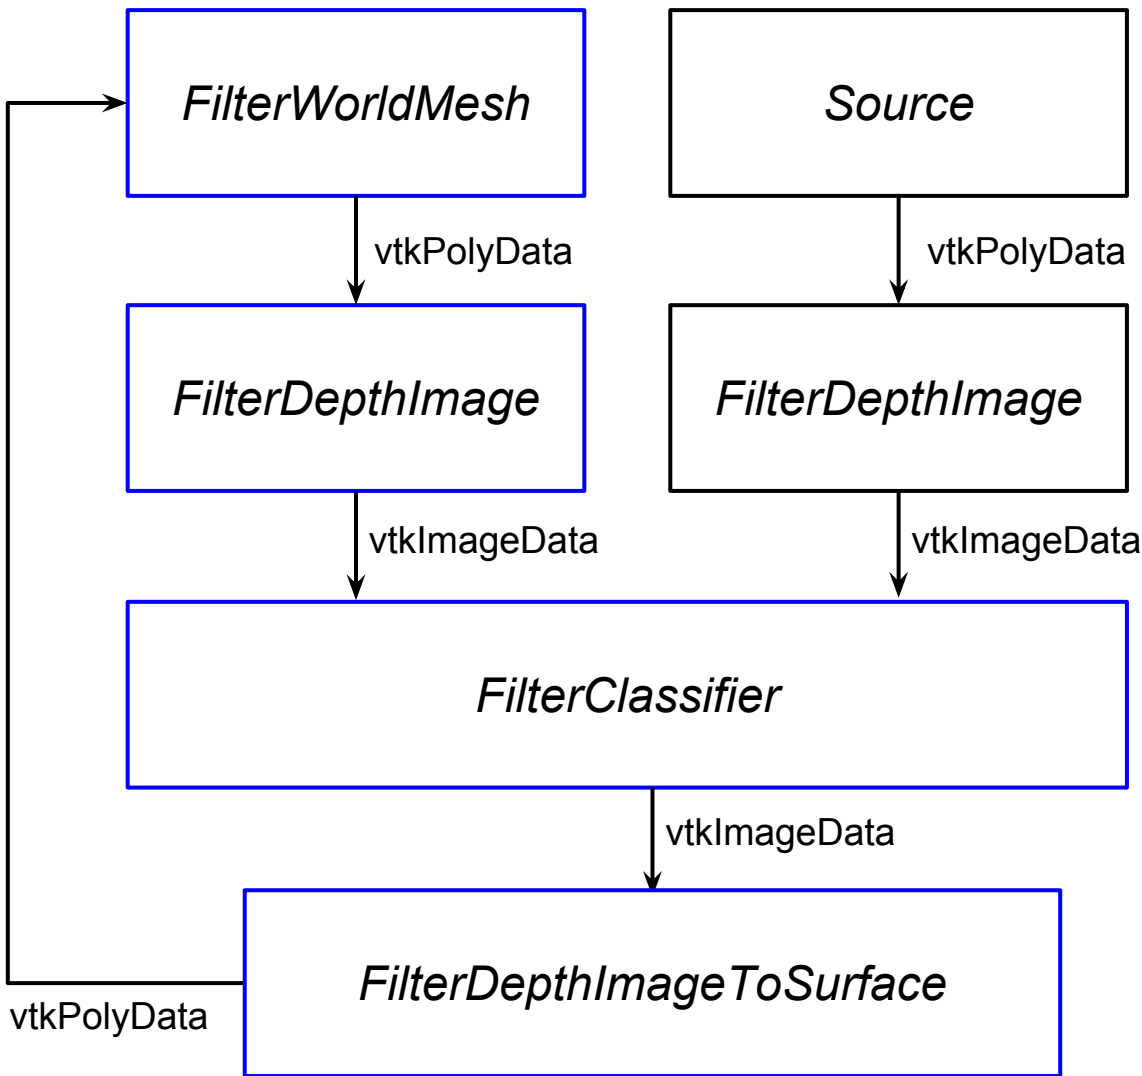 FilterWorldMesh
Source
vtkPolyData
vtkPolyData
FilterDepthImage
FilterDepthImage
vtkImageData
vtkImageData
FilterClassifier
vtkImageData
FilterDepthImageToSurface
vtkPolyData